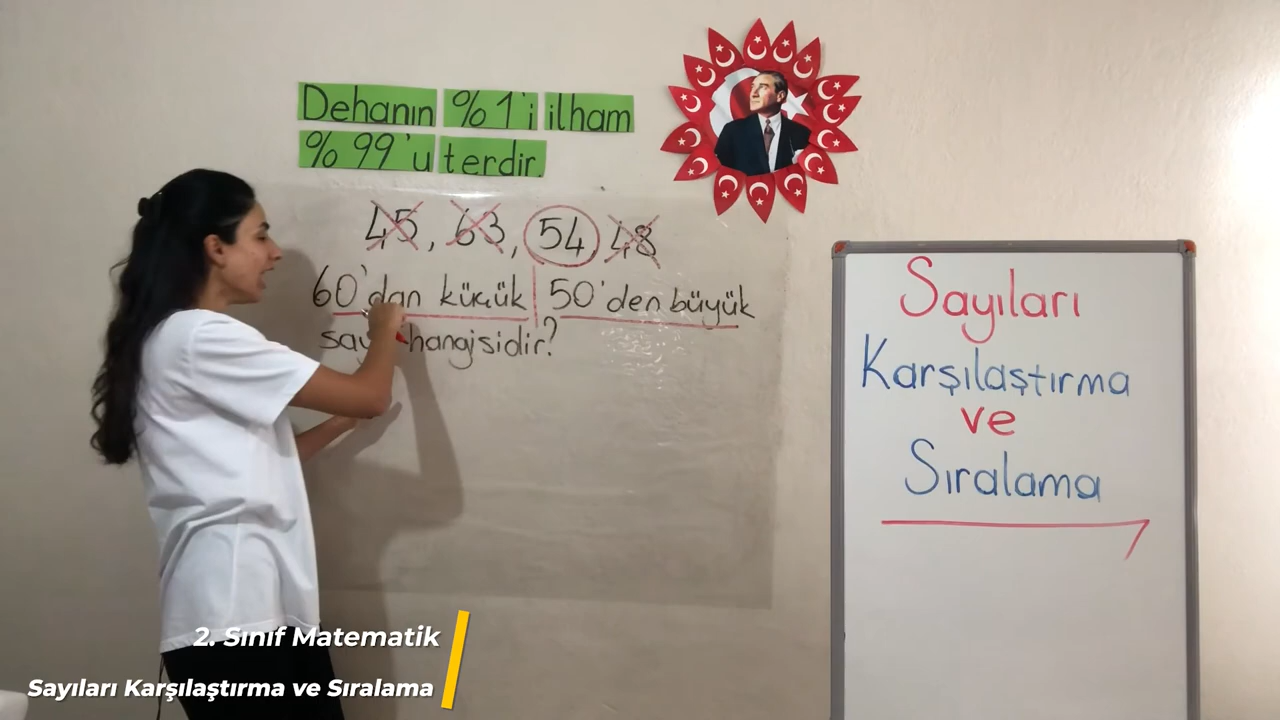 Dehanın %1'i ilham
%99'u terdir.
45, 63, 54 48
60'dan küçük 50'den büyük
hangisidir?
Sayıları
Karşılaştırma
ve
Sıralama
2. Sınıf Matematik
Sayıları Karşılaştırma ve Sıralama